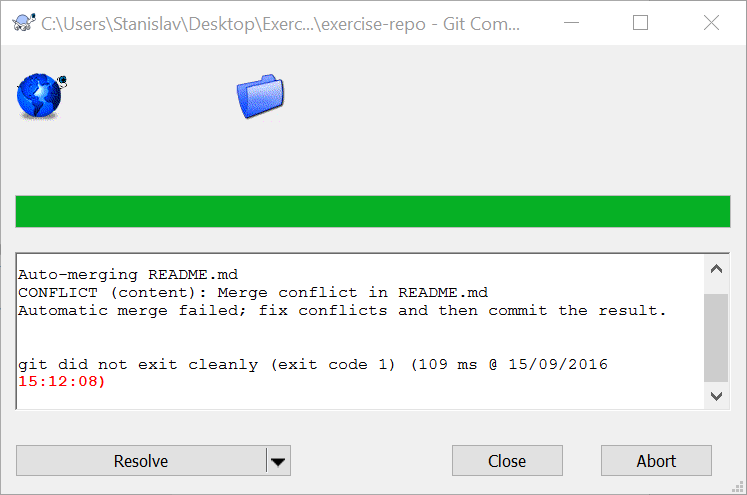 C:\Users\Stanislav\Desktop\Exerc...\exercise-repo - Git Com...
Auto-merging README.md
CONFLICT (content): Merge conflict in README.md
Automatic merge failed; fix conflicts and then commit the result.
git did not exit cleanly (exit code 1) (109 ms @ 15/09/2016
15:12:08)
Resolve
Close
Abort